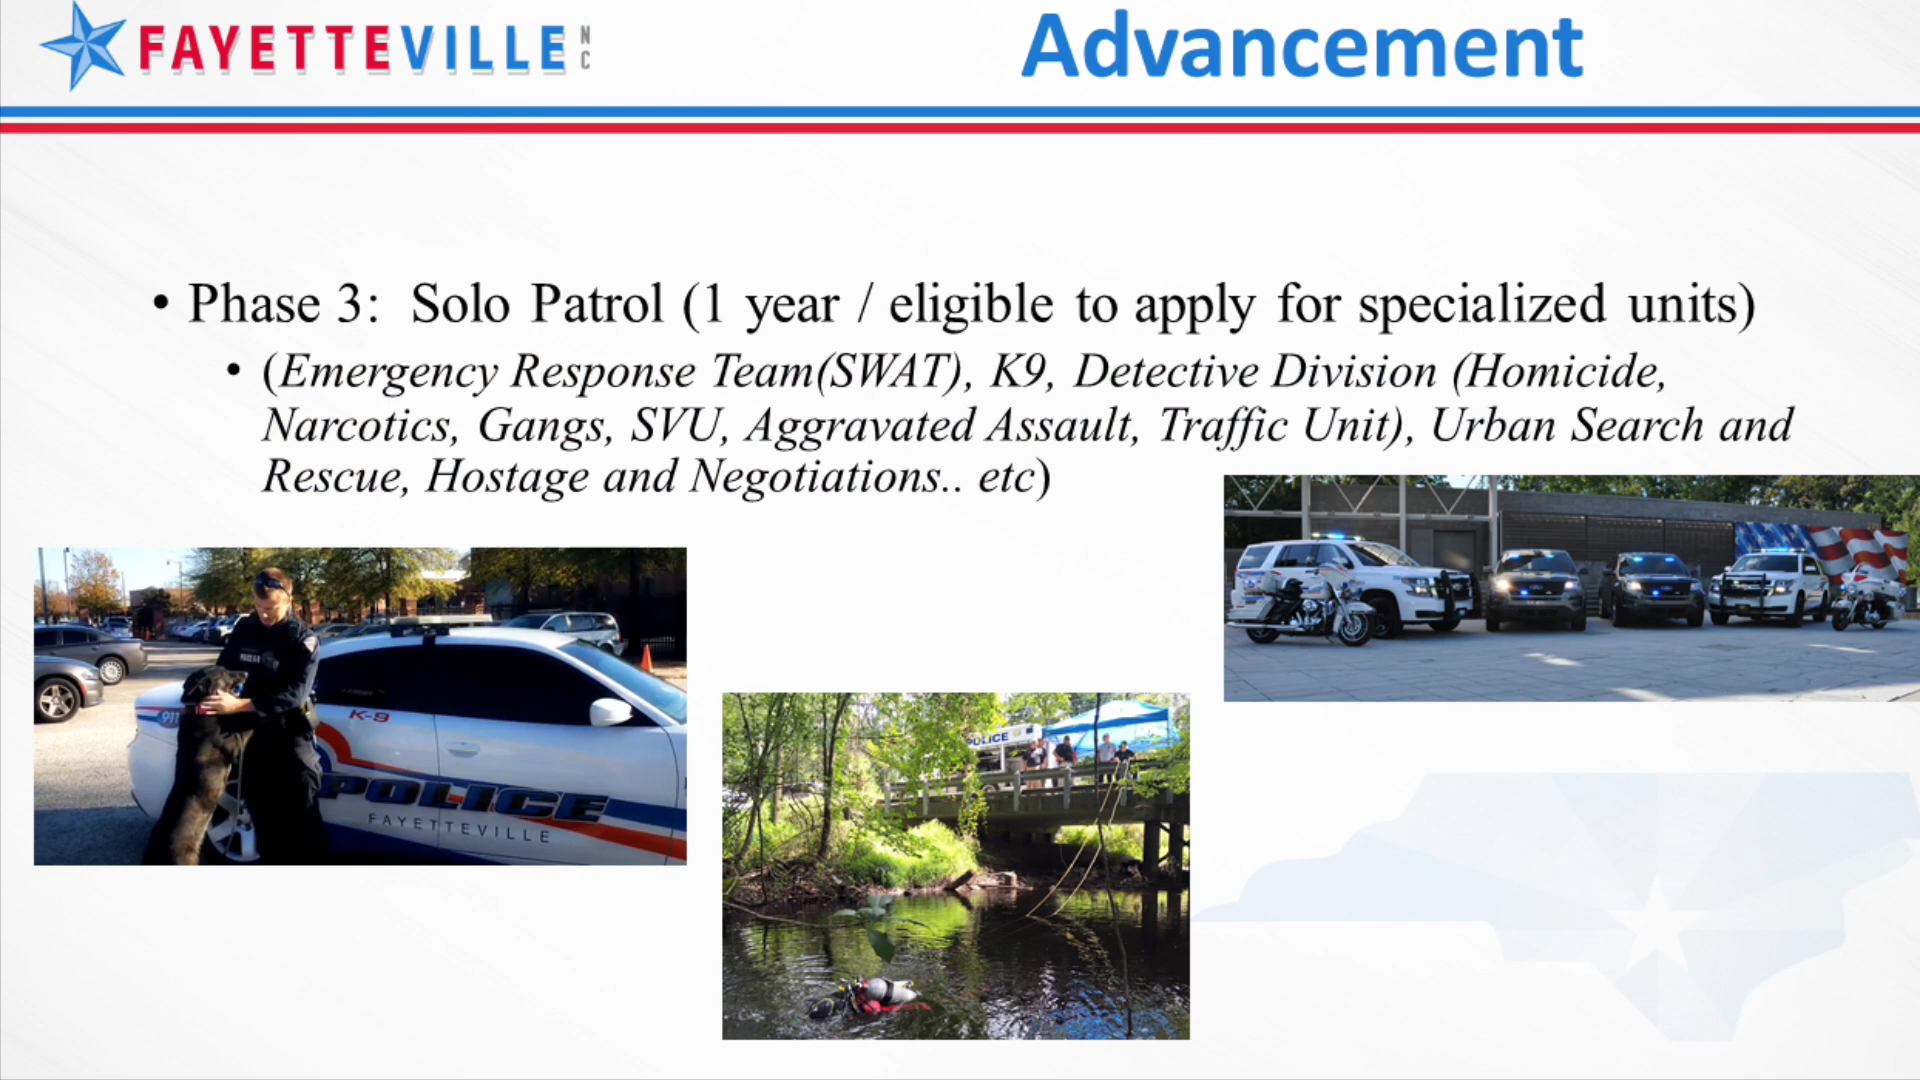 FAYETTEVILLE NC
Advancement
• Phase 3: Solo Patrol (1 year / eligible to apply for specialized units)
• (Emergency Response Team(SWAT), K9, Detective Division (Homicide,
Narcotics, Gangs, SVU, Aggravated Assault, Traffic Unit), Urban Search and
Rescue, Hostage and Negotiations.. etc)
911
K-9
POLICE
FAYETTEVILLE
POLICE